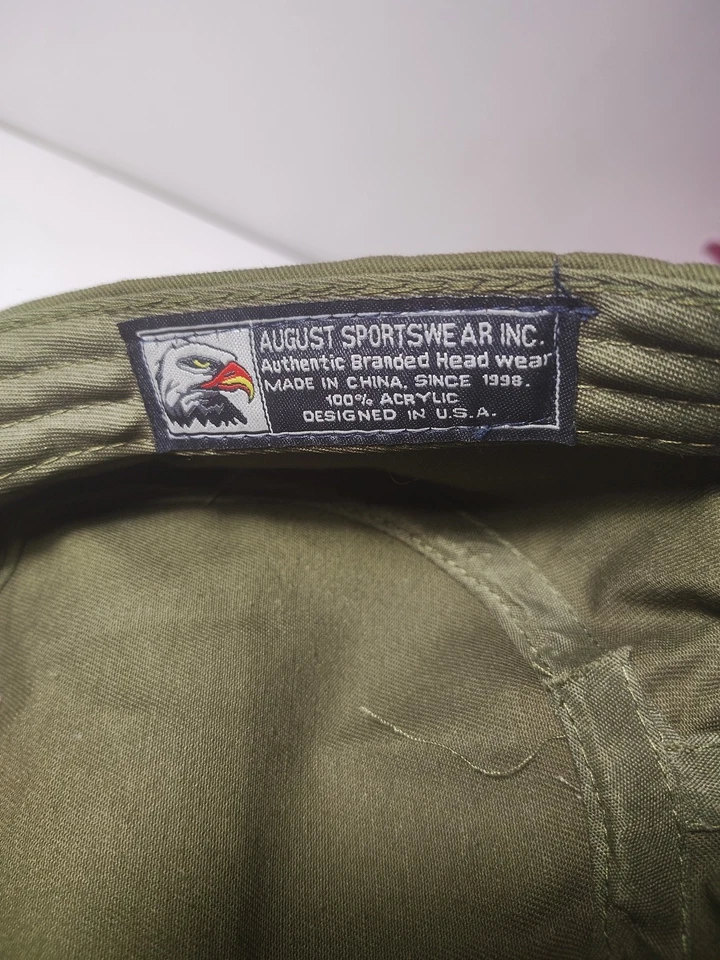 AUGUST SPORTSWEAR INC.
Authentic Branded Head wear
MADE IN CHINA, SINCE 1998.
100% ACRYLIC
DESIGNED IN U.S.A.